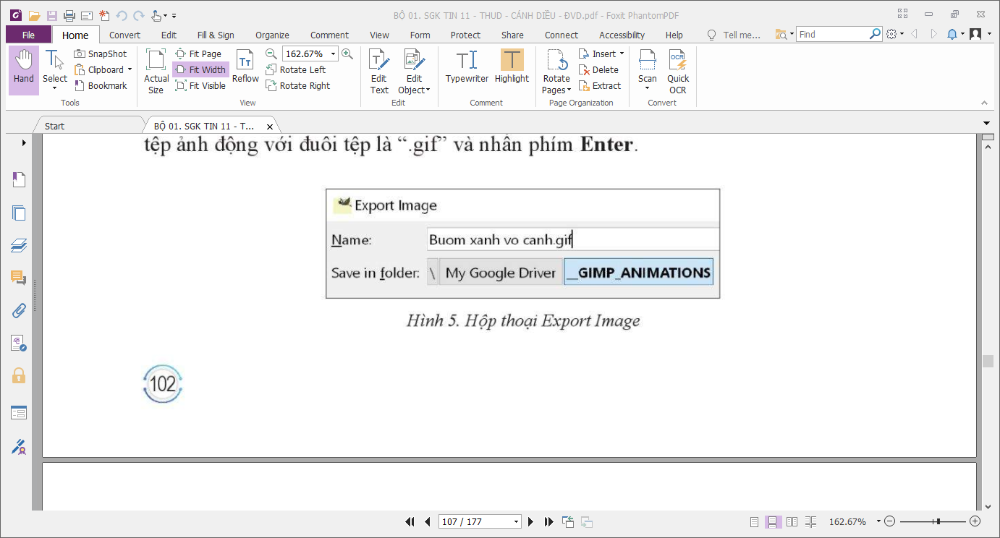 BỘ 01. SGK TIN 11 - THUD - CÁNH DIỀU - ĐVD.pdf - Foxit PhantomPDF
File Home Convert Edit Fill & Sign Organize Comment View Form Protect Share Connect Accessibility Help Tell me... Find
Hand
Select
SnapShot
Clipboard
Bookmark
Tools
Actual Size
Fit Page
Fit Width
Fit Visible
Reflow
162.67%
Rotate Left
Rotate Right
View
Edit Text
Edit Object
Edit
Typewriter
Highlight
Comment
Rotate Pages
Insert
Delete
Extract
Page Organization
Scan
OCR
Quick OCR
Convert
Start
BỘ 01. SGK TIN 11 - T...
tệp ảnh động với đuôi tệp là “.gif” và nhấn phím Enter.
Export Image
Name: Buom xanh vo canh.gif
Save in folder: \ My Google Driver __GIMP_ANIMATIONS
Hình 5. Hộp thoại Export Image
102
107 / 177
162.67%